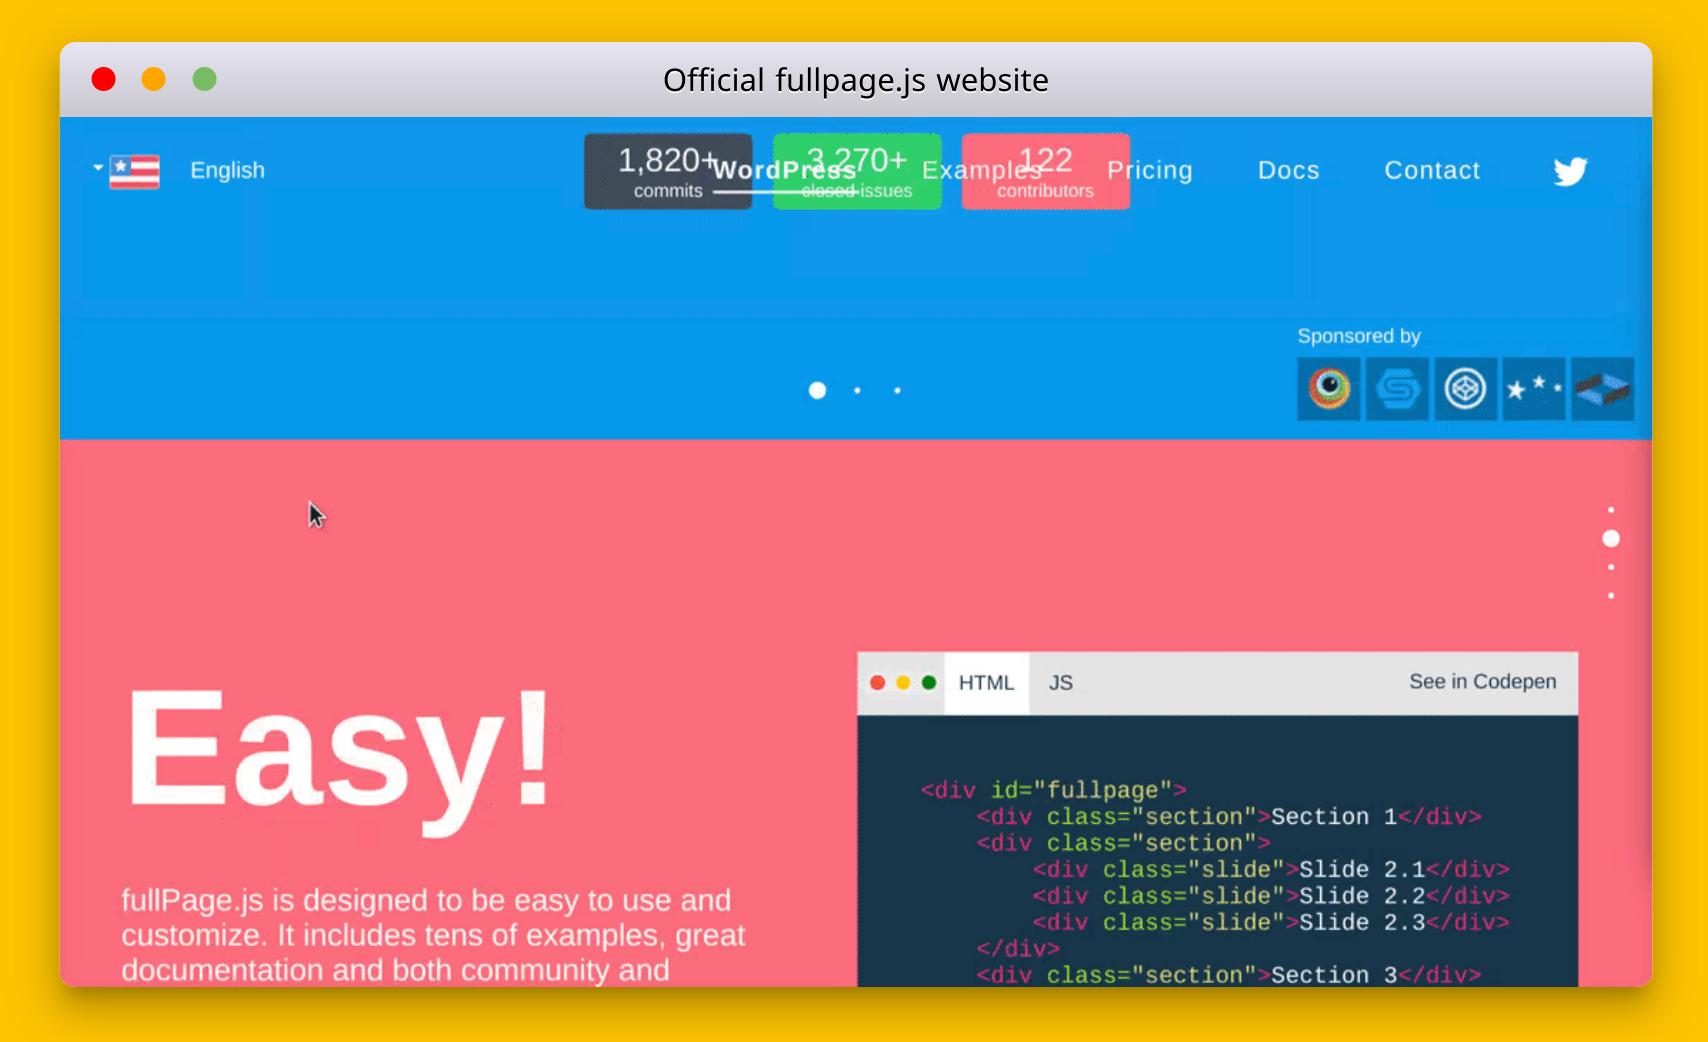 Official fullpage.js website
English
1,820+
commits
3,270+
closed issues
122
contributors
WordPress
Examples
Pricing
Docs
Contact
Sponsored by
Easy!
fullPage.js is designed to be easy to use and
customize. It includes tens of examples, great
documentation and both community and
HTML
JS
See in Codepen
<div id="fullpage">
    <div class="section">Section 1</div>
    <div class="section">
        <div class="slide">Slide 2.1</div>
        <div class="slide">Slide 2.2</div>
        <div class="slide">Slide 2.3</div>
    </div>
    <div class="section">Section 3</div>